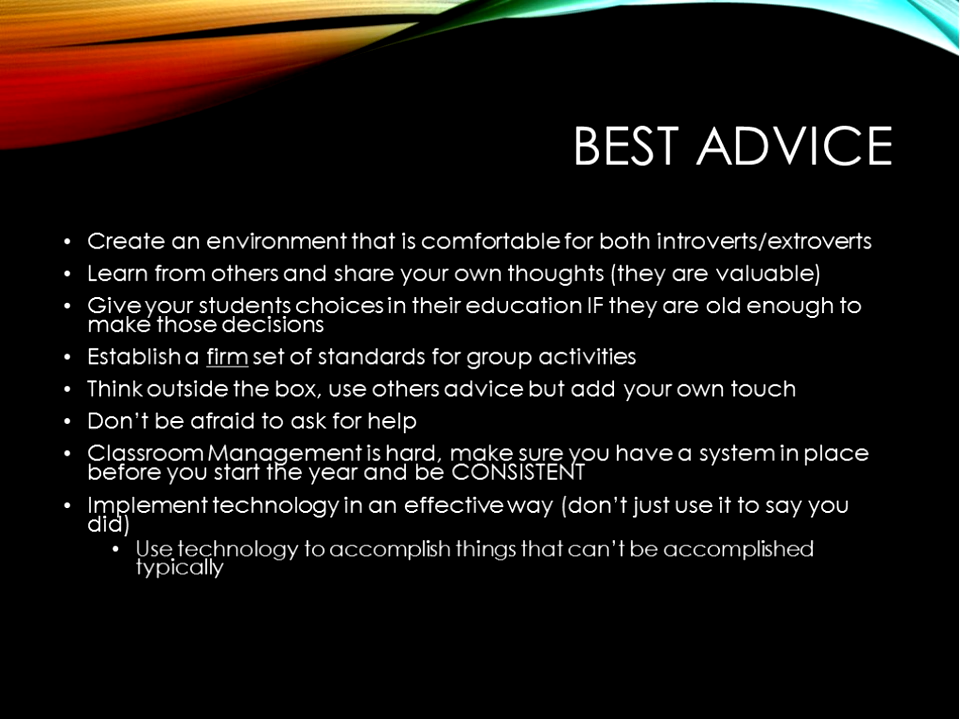 BEST ADVICE
• Create an environment that is comfortable for both introverts/extroverts
• Learn from others and share your own thoughts (they are valuable)
• Give your students choices in their education IF they are old enough to
make those decisions
• Establish a firm set of standards for group activities
• Think outside the box, use others advice but add your own touch
• Don't be afraid to ask for help
• Classroom Management is hard, make sure you have a system in place
before you start the year and be CONSISTENT
• Implement technology in an effective way (don't just use it to say you
did)
• Use technology to accomplish things that can't be accomplished
typically